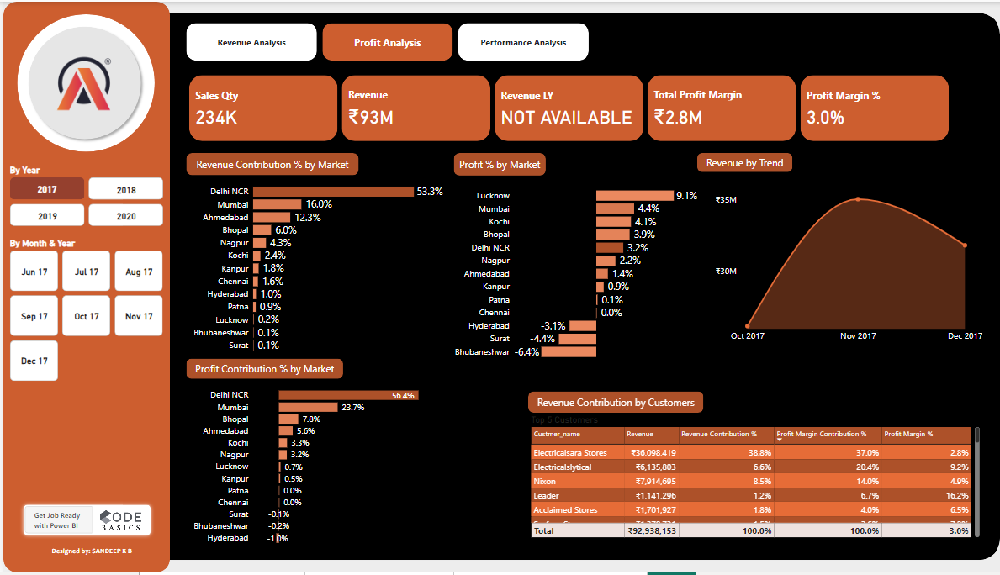 ®
By Year
2017 2018
2019 2020
By Month & Year
Jun 17 Jul 17 Aug 17
Sep 17 Oct 17 Nov 17
Dec 17
Get Job Ready
with Power BI
CODE
BASICS
Designed by: SANDEEP K B
Revenue Analysis Profit Analysis Performance Analysis
Sales Qty
234K
Revenue
₹93M
Revenue LY
NOT AVAILABLE
Total Profit Margin
₹2.8M
Profit Margin %
3.0%
Revenue Contribution % by Market
Delhi NCR 53.3%
Mumbai 16.0%
Ahmedabad 12.3%
Bhopal 6.0%
Nagpur 4.3%
Kochi 2.4%
Kanpur 1.8%
Chennai 1.6%
Hyderabad 1.0%
Patna 0.9%
Lucknow 0.2%
Bhubaneshwar 0.1%
Surat 0.1%
Profit % by Market
Lucknow 9.1%
Mumbai 4.4%
Kochi 4.1%
Bhopal 3.9%
Delhi NCR 3.2%
Nagpur 2.2%
Ahmedabad 1.4%
Kanpur 0.9%
Patna 0.1%
Chennai 0.0%
Hyderabad -3.1%
Surat -4.4%
Bhubaneshwar -6.4%
Revenue by Trend
₹35M
₹30M
Oct 2017 Nov 2017 Dec 2017
Profit Contribution % by Market
Delhi NCR 56.4%
Mumbai 23.7%
Bhopal 7.8%
Ahmedabad 5.6%
Kochi 3.3%
Nagpur 3.2%
Lucknow 0.7%
Kanpur 0.5%
Patna 0.0%
Chennai 0.0%
Surat -0.1%
Bhubaneshwar -0.2%
Hyderabad -1.0%
Revenue Contribution by Customers
Top 5 Customers
Custmer_name Revenue Revenue Contribution % Profit Margin Contribution % Profit Margin %
Electricalsara Stores ₹36,098,419 38.8% 37.0% 2.8%
Electricalslytical ₹6,135,803 6.6% 20.4% 9.2%
Nixon ₹7,914,695 8.5% 14.0% 4.9%
Leader ₹1,141,296 1.2% 6.7% 16.2%
Acclaimed Stores ₹1,701,927 1.8% 4.0% 6.5%
Total ₹92,938,153 100.0% 100.0% 3.0%